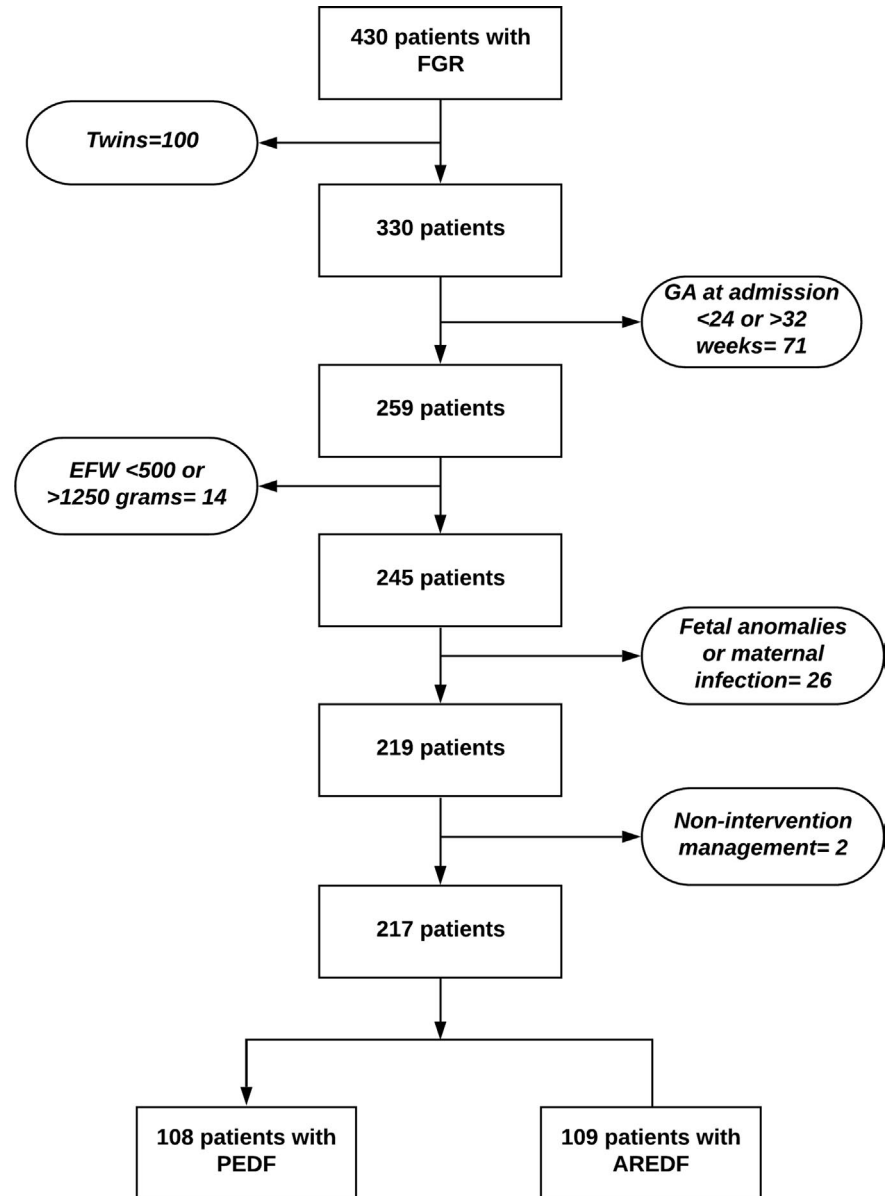 430 patients with
FGR
Twins=100
330 patients
GA at admission
<24 or >32
weeks= 71
259 patients
EFW <500 or
>1250 grams= 14
245 patients
Fetal anomalies
or maternal
infection= 26
219 patients
Non-intervention
management= 2
217 patients
108 patients with
PEDF
109 patients with
AREDF